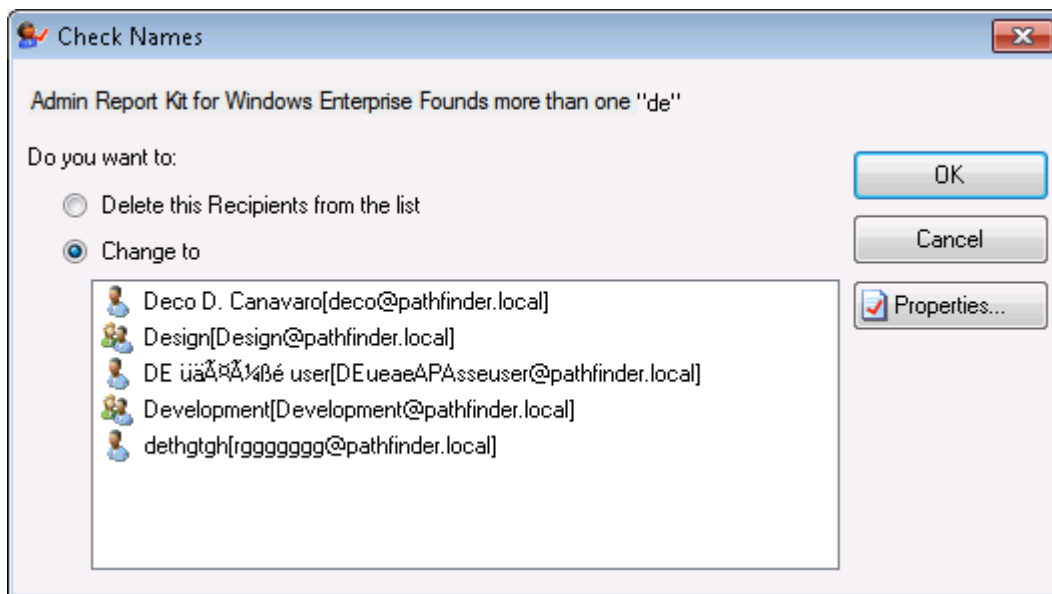 Check Names
Admin Report Kit for Windows Enterprise Founds more than one "de"
Do you want to:
Delete this Recipients from the list
Change to
Deco D. Canavaro[deco@pathfinder.local]
Design[Design@pathfinder.local]
DE üäÃ¤Ã¼ßé user[DEueaeAPAsseuser@pathfinder.local]
Development[Development@pathfinder.local]
dethgtgh[rggggggg@pathfinder.local]
OK
Cancel
Properties...